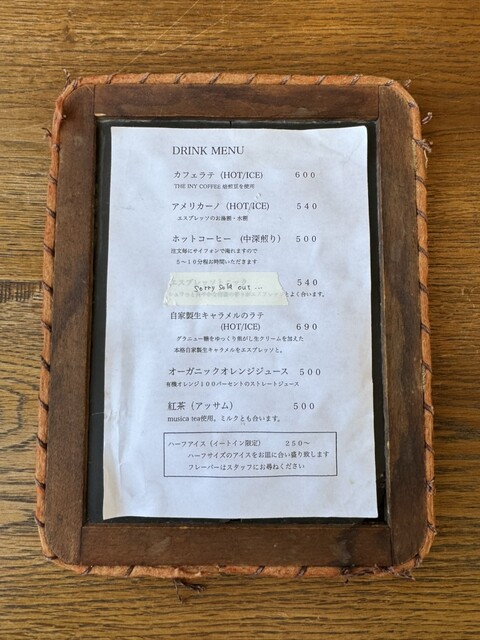 DRINK MENU
カフェラテ (HOT/ICE) 600
THE INY COFFEE 焙煎豆を使用
アメリカーノ (HOT/ICE) 540
エスプレッソのお湯割・水割
ホットコーヒー (中深煎り) 500
注文毎にサイフォンで淹れますので
5～10分程お時間いただきます
540
Sorry sold out ...
よく合います。
自家製生キャラメルのラテ
(HOT/ICE) 690
グラニュー糖をゆっくり焦がし生クリームを加えた
本格自家製生キャラメルをエスプレッソと。
オーガニックオレンジジュース 500
有機オレンジ100パーセントのストレートジュース
紅茶 (アッサム) 500
musica tea使用。ミルクとも合います。
ハーフアイス (イートイン限定) 250～
ハーフサイズのアイスをお皿に合い盛り致します
フレーバーはスタッフにお尋ねください